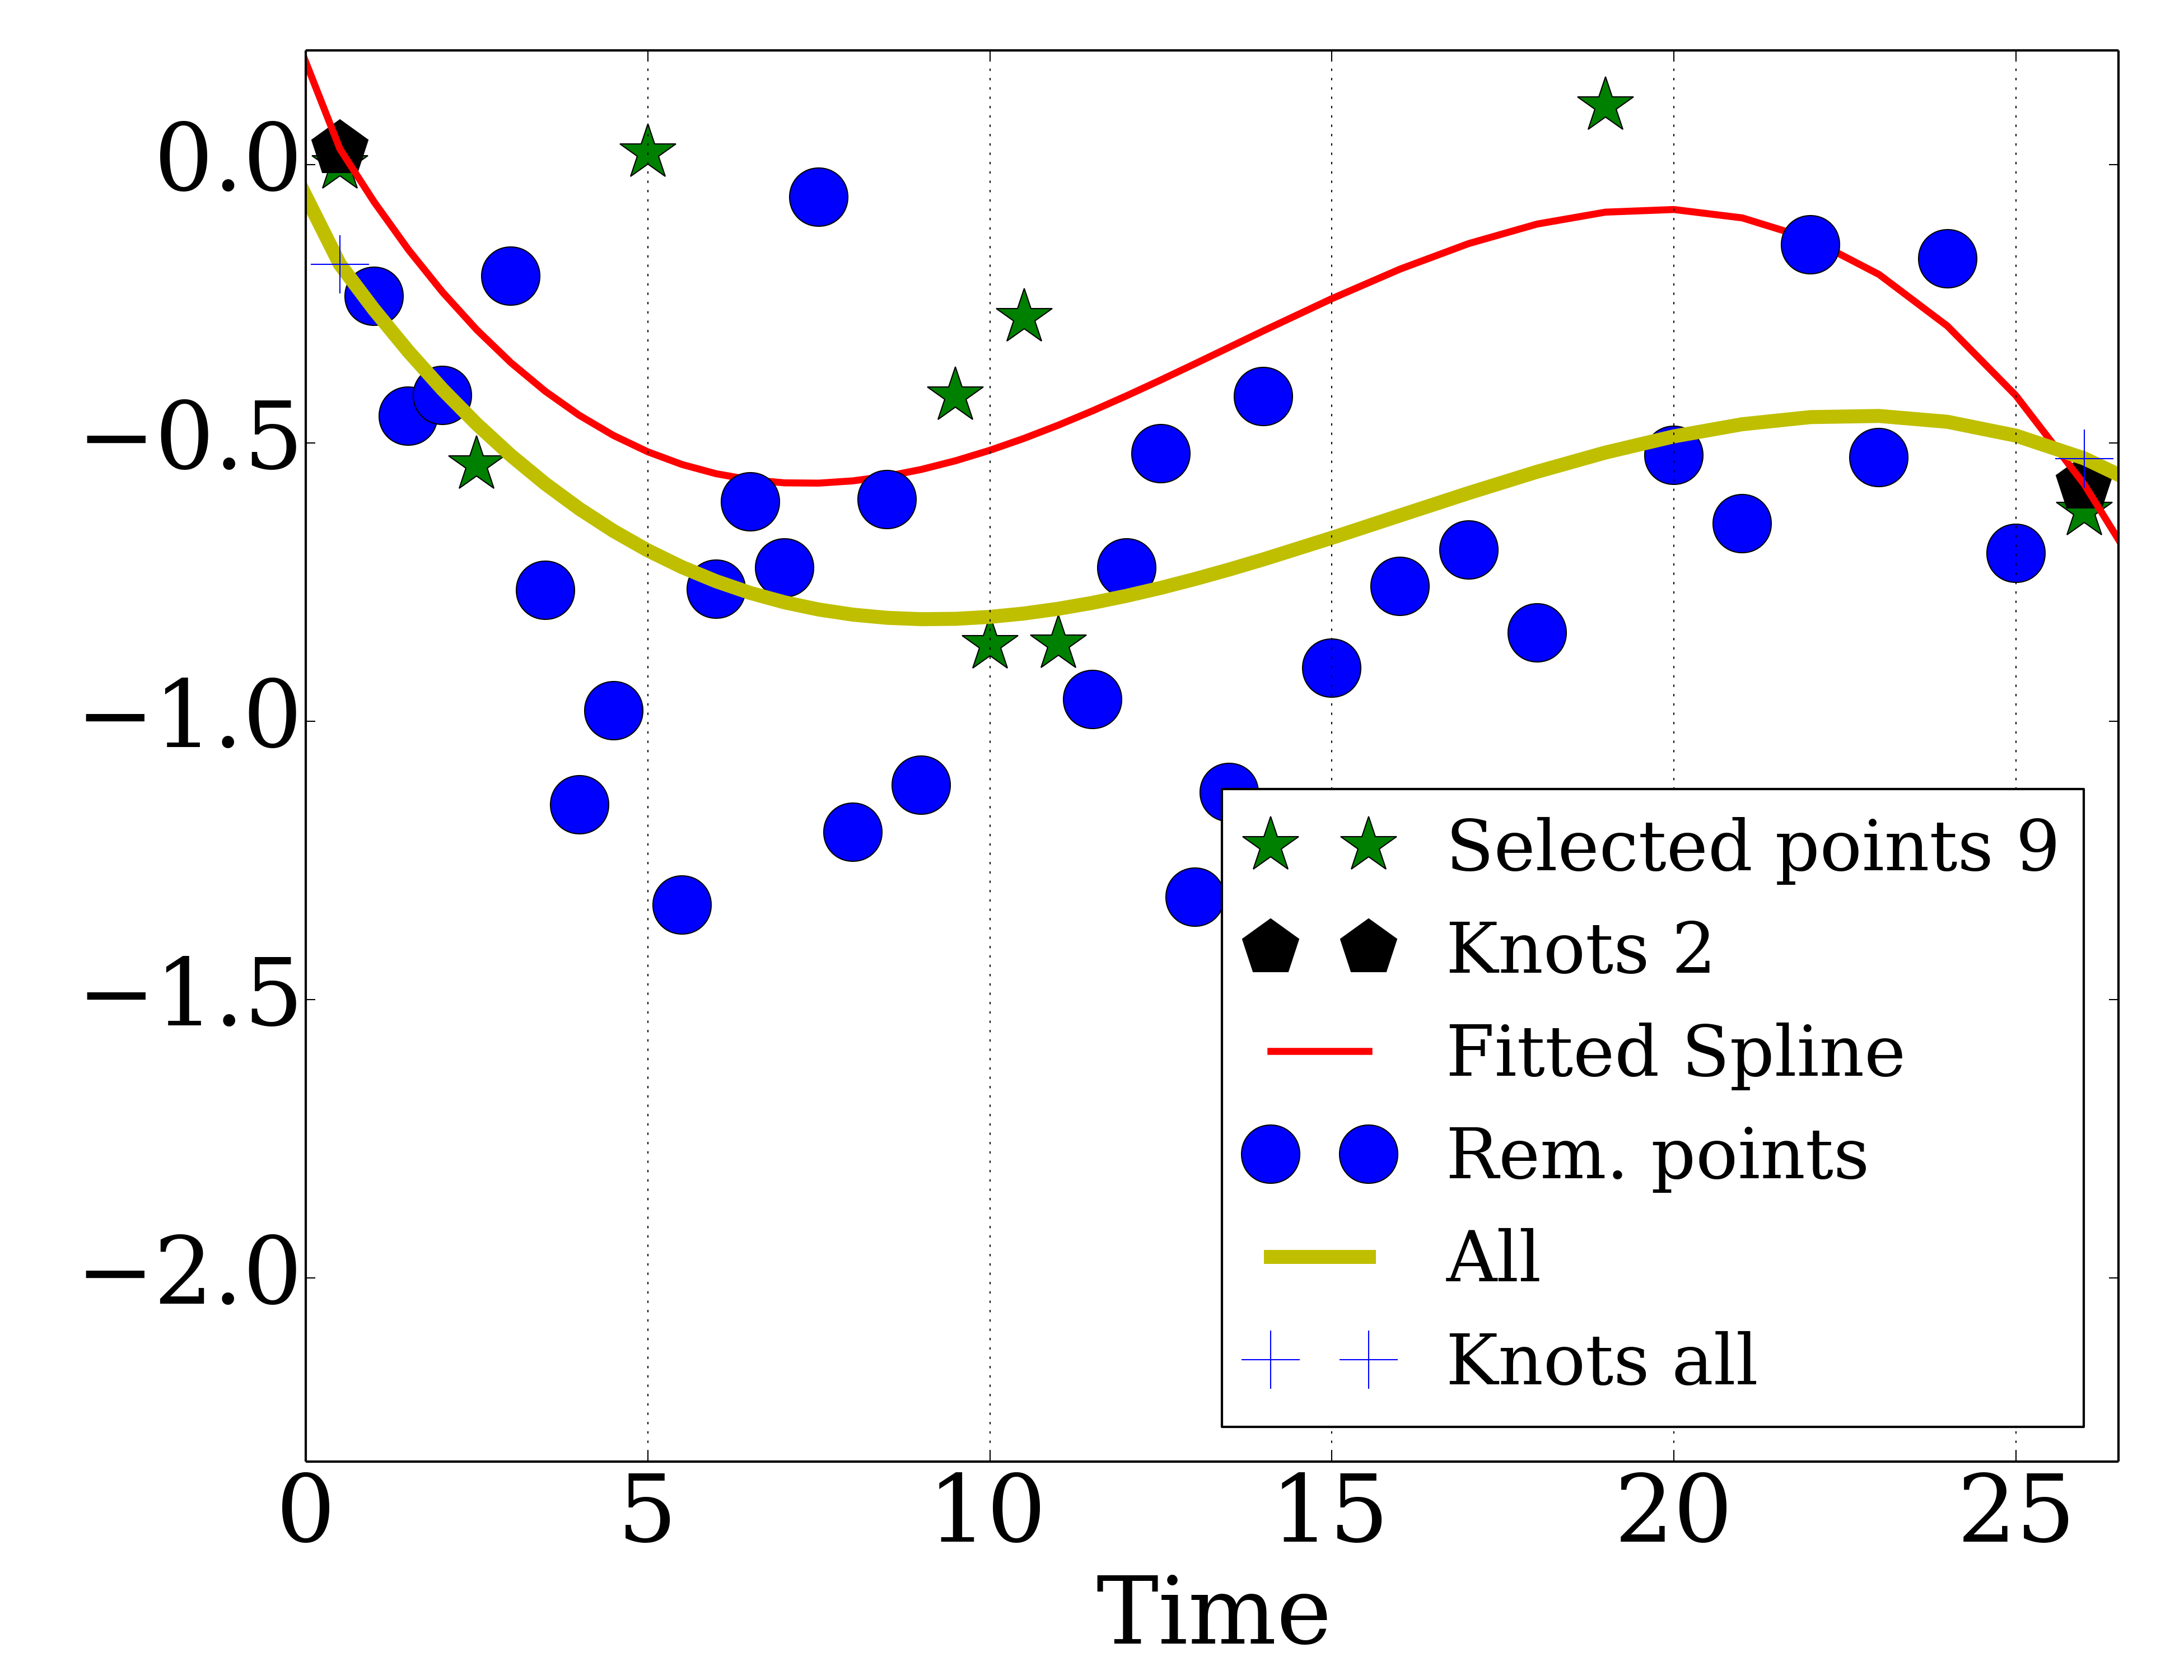 0.0
−0.5
−1.0
−1.5
−2.0
Selected points 9
Knots 2
Fitted Spline
Rem. points
All
Knots all
0 5 10 15 20 25
Time